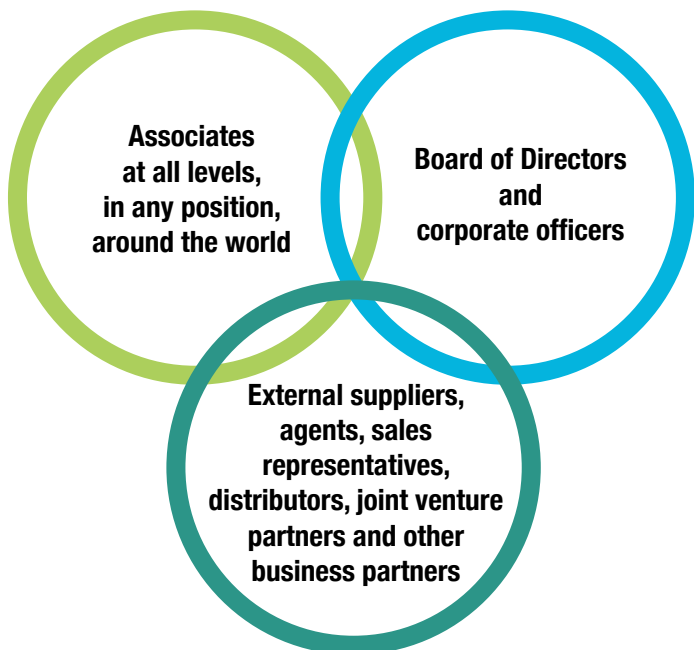 Associates
at all levels,
in any position,
around the world
Board of Directors
and
corporate officers
External suppliers,
agents, sales
representatives,
distributors, joint venture
partners and other
business partners